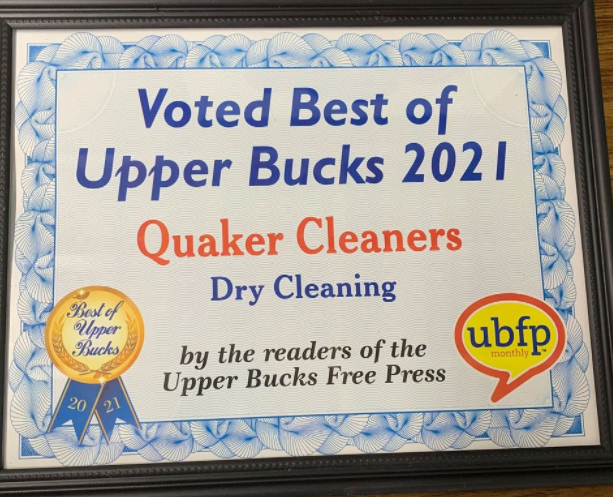 Voted Best of
Upper Bucks 2021
Quaker Cleaners
Dry Cleaning
by the readers of the
Upper Bucks Free Press
Best of
Upper
Bucks
20 21
ubfp
monthly